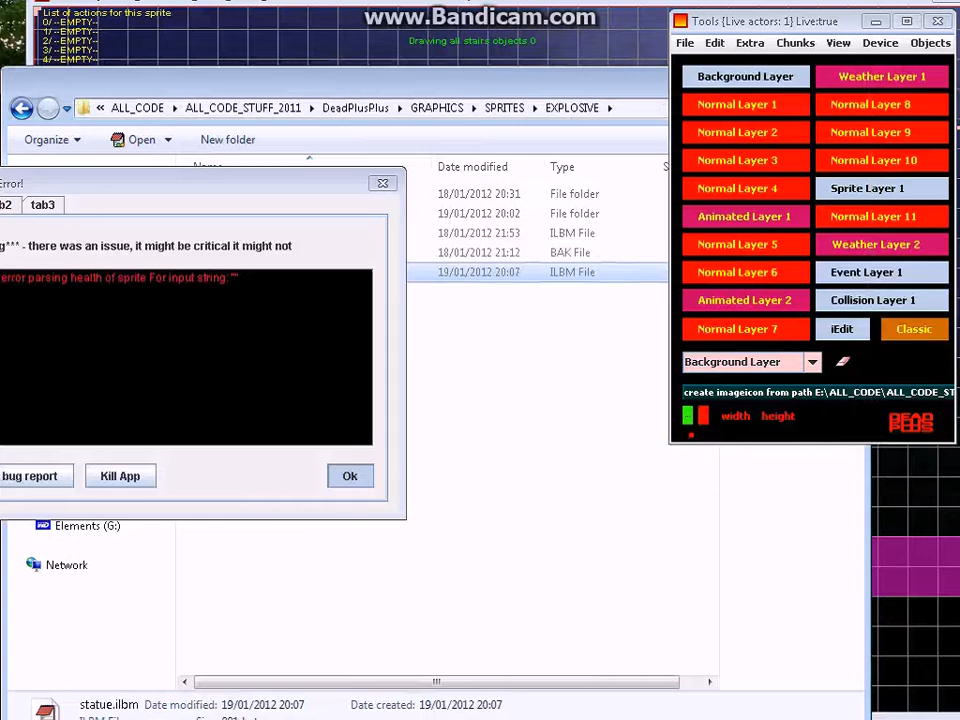 List of actions for this sprite
0/ --EMPTY--
1/ --EMPTY--
2/ --EMPTY--
3/ --EMPTY--
4/ --EMPTY--
www.Bandicam.com
Drawing all stairs objects 0
Tools {Live actors: 1} Live:true
File Edit Extra Chunks View Device Objects
Background Layer Weather Layer 1
Normal Layer 1 Normal Layer 8
Normal Layer 2 Normal Layer 9
Normal Layer 3 Normal Layer 10
Normal Layer 4 Sprite Layer 1
Animated Layer 1 Normal Layer 11
Normal Layer 5 Weather Layer 2
Normal Layer 6 Event Layer 1
Animated Layer 2 Collision Layer 1
Normal Layer 7 iEdit Classic
Background Layer
create imageicon from path E:\ALL_CODE\ALL_CODE_ST
width height
DEAD PLUS
« ALL_CODE ALL_CODE_STUFF_2011 DeadPlusPlus GRAPHICS SPRITES EXPLOSIVE
Organize Open New folder
Date modified Type
18/01/2012 20:31 File folder
19/01/2012 20:02 File folder
18/01/2012 21:53 ILBM File
18/01/2012 21:12 BAK File
19/01/2012 20:07 ILBM File
Error!
b2 tab3
g*** - there was an issue, it might be critical it might not
error parsing health of sprite For input string:""
bug report Kill App Ok
Elements (G:)
Network
statue.ilbm Date modified: 19/01/2012 20:07 Date created: 19/01/2012 20:07